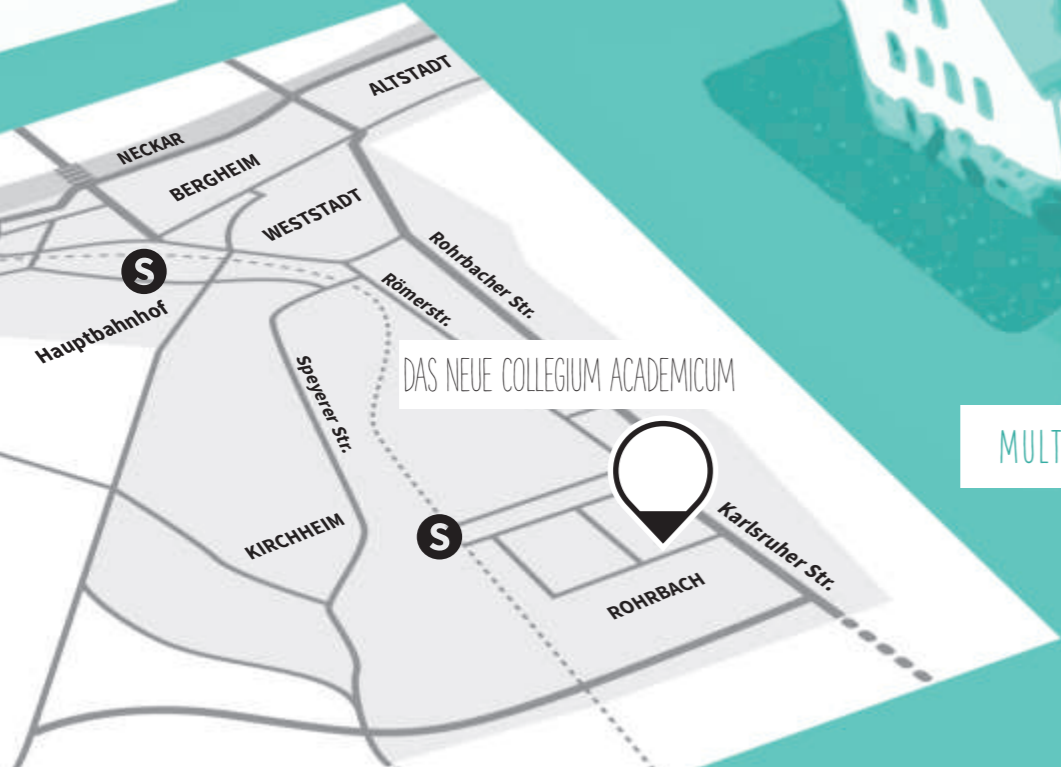 ALTSTADT
NECKAR
BERGHEIM
WESTSTADT
S
Hauptbahnhof
Rohrbacher Str.
Römerstr.
Speyerer Str.
DAS NEUE COLLEGIUM ACADEMICUM
MULT
KIRCHHEIM
S
Karlsruher Str.
ROHRBACH